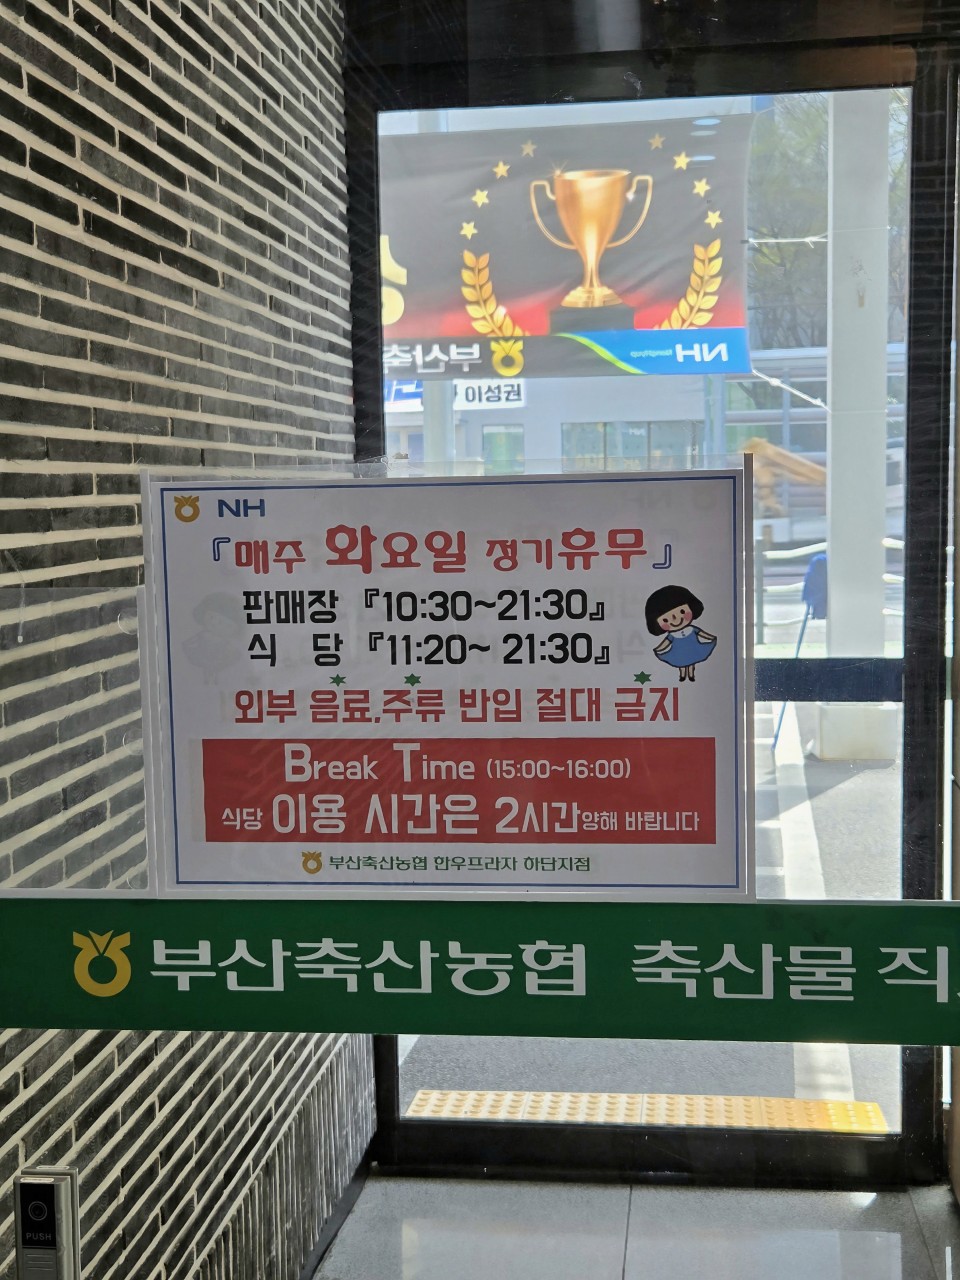 부산축
NH
이성권
NH
『매주 화요일 정기휴무』
판매장 『10:30~21:30』
식 당 『11:20~ 21:30』
외부 음료,주류 반입 절대 금지
Break Time (15:00~16:00)
식당 이용 시간은 2시간양해 바랍니다
부산축산농협 한우프라자 하단지점
부산축산농협 축산물 직
PUSH